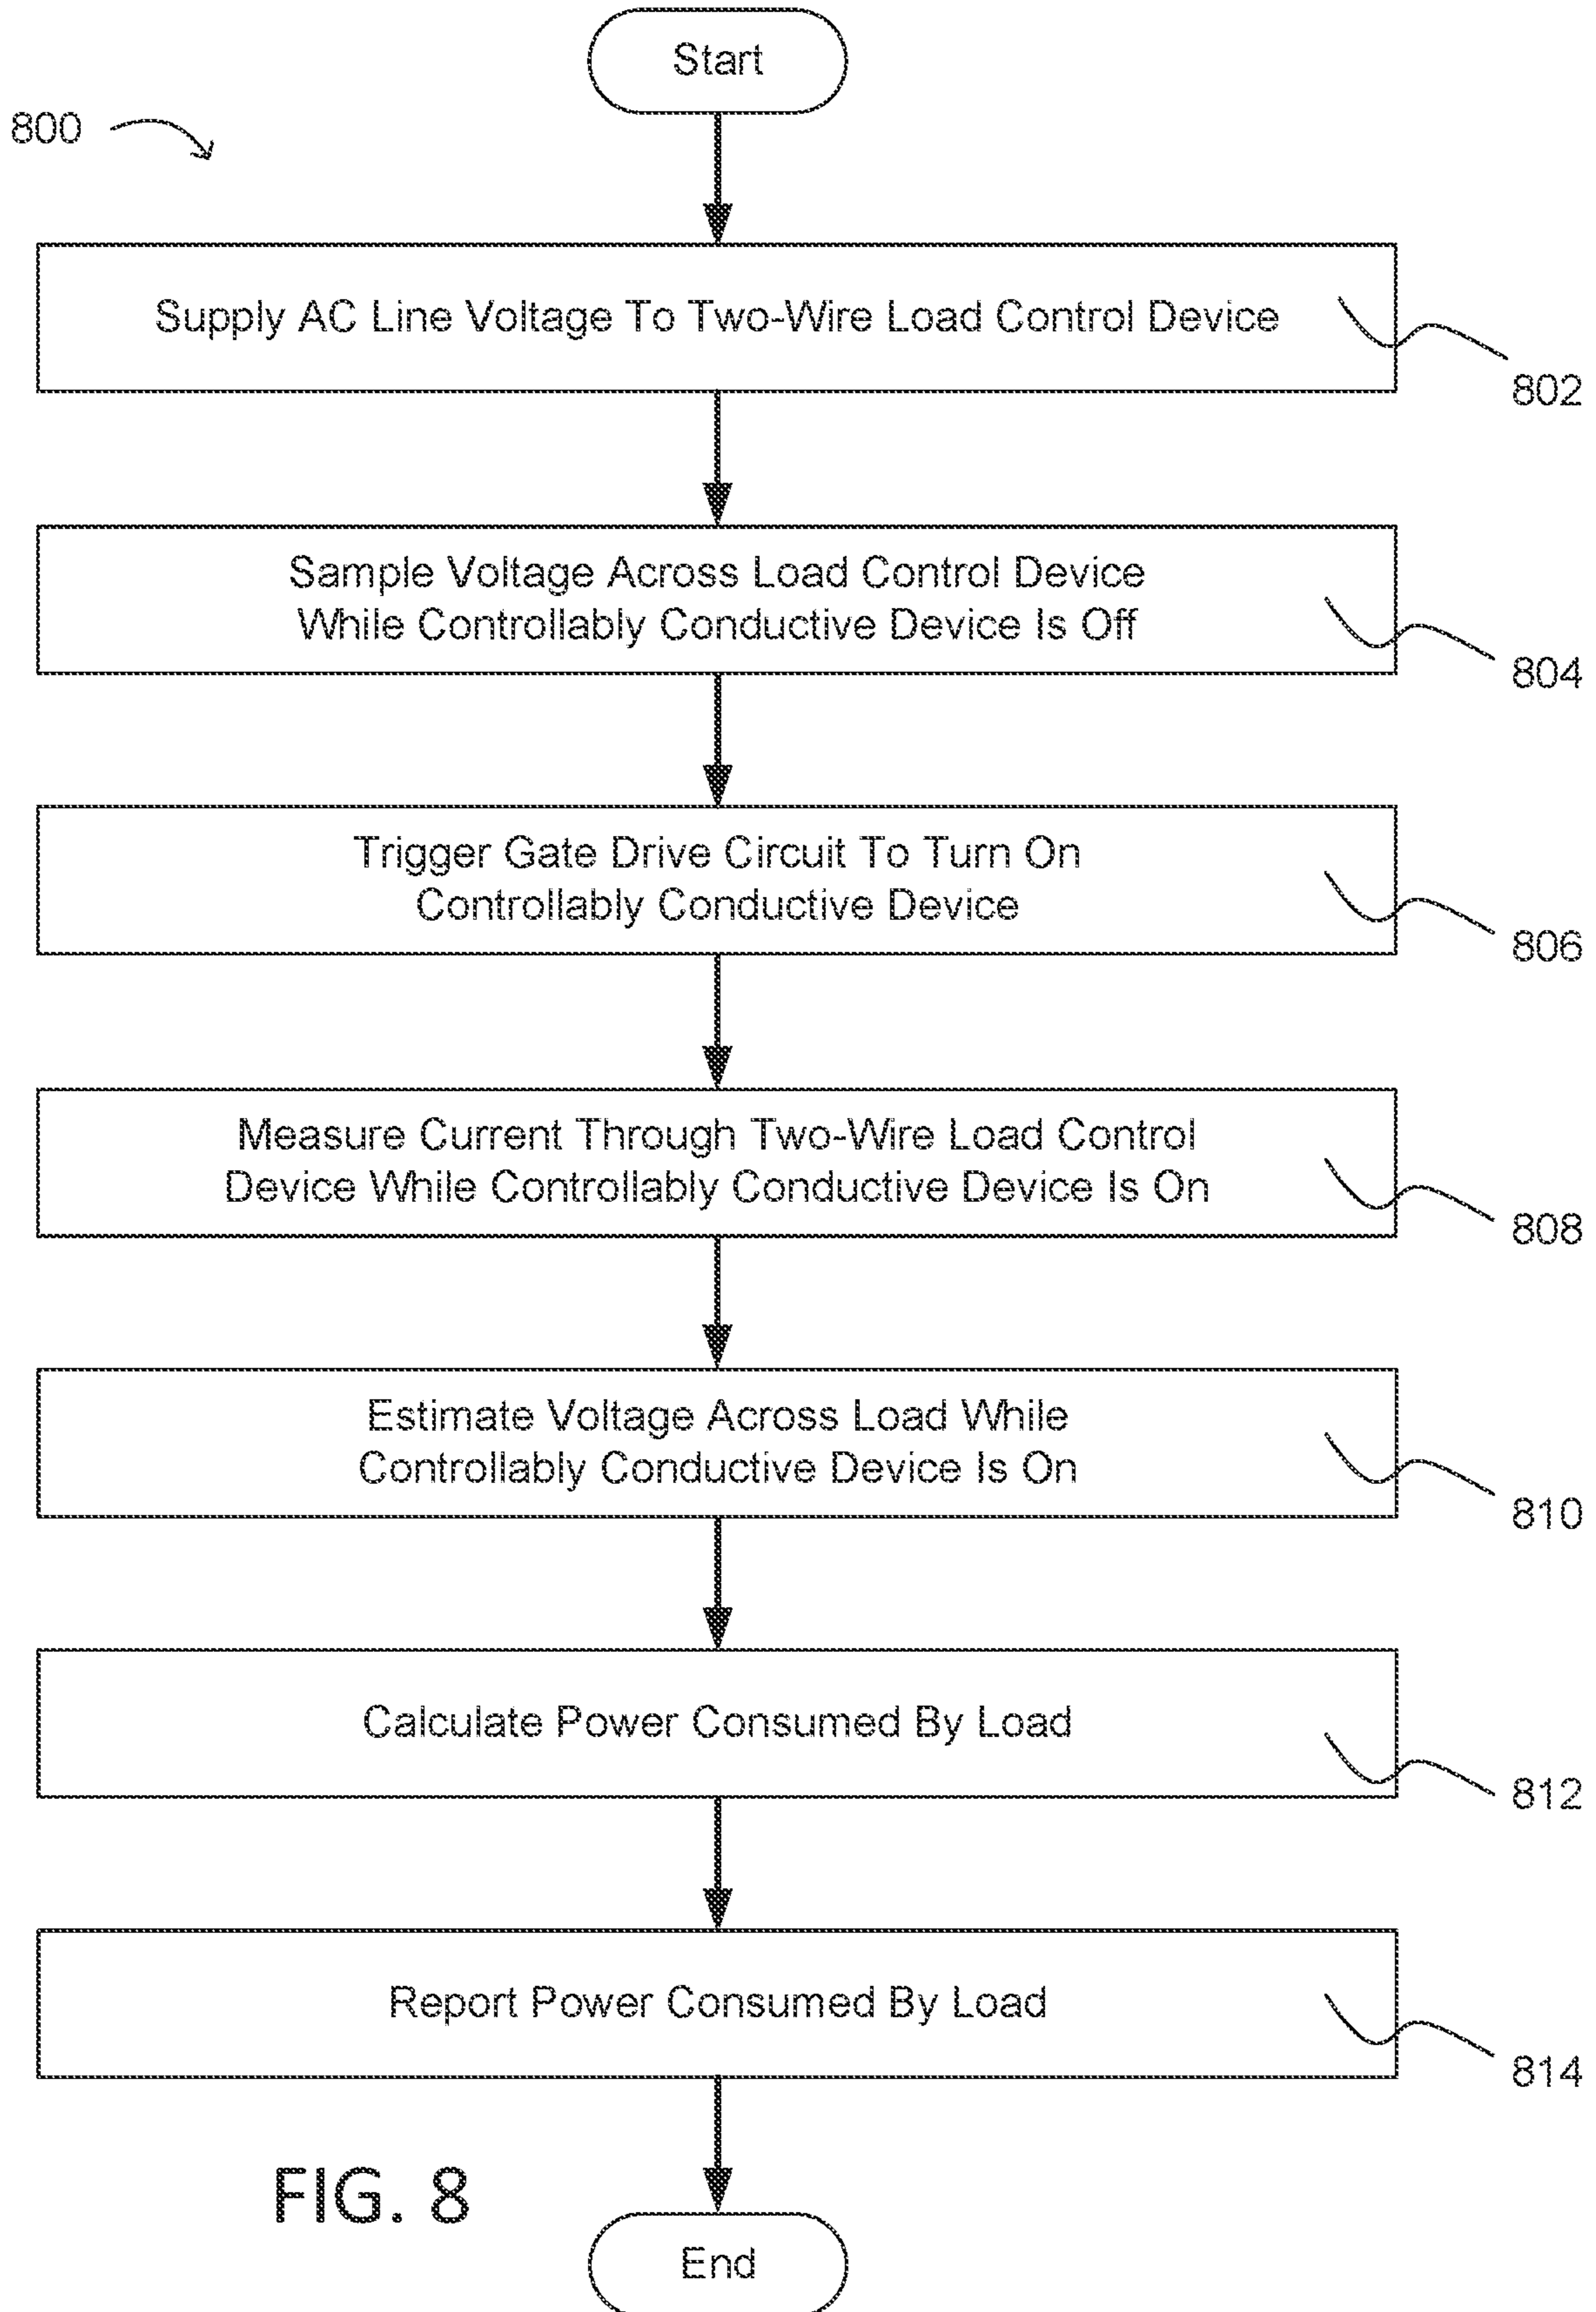 Start
800
Supply AC Line Voltage To Two-Wire Load Control Device
802
Sample Voltage Across Load Control Device
While Controllably Conductive Device Is Off
804
Trigger Gate Drive Circuit To Turn On
Controllably Conductive Device
806
Measure Current Through Two-Wire Load Control
Device While Controllably Conductive Device Is On
808
Estimate Voltage Across Load While
Controllably Conductive Device Is On
810
Calculate Power Consumed By Load
812
Report Power Consumed By Load
814
FIG. 8
End